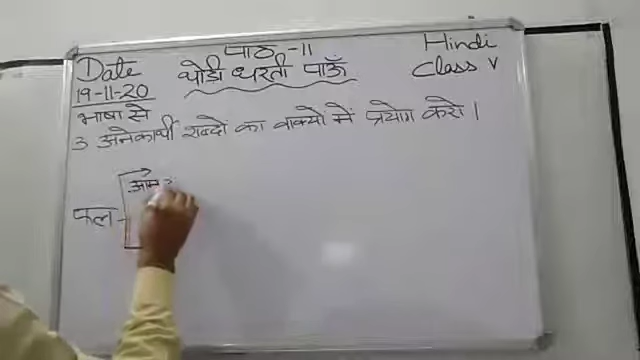 पाठ -11
Hindi
Date
थोड़ी धरती पाऊँ
Class V
19-11-20
भाषा से
3 अनेकार्थी शब्दों का वाक्यों में प्रयोग करो ।
आम
फल -